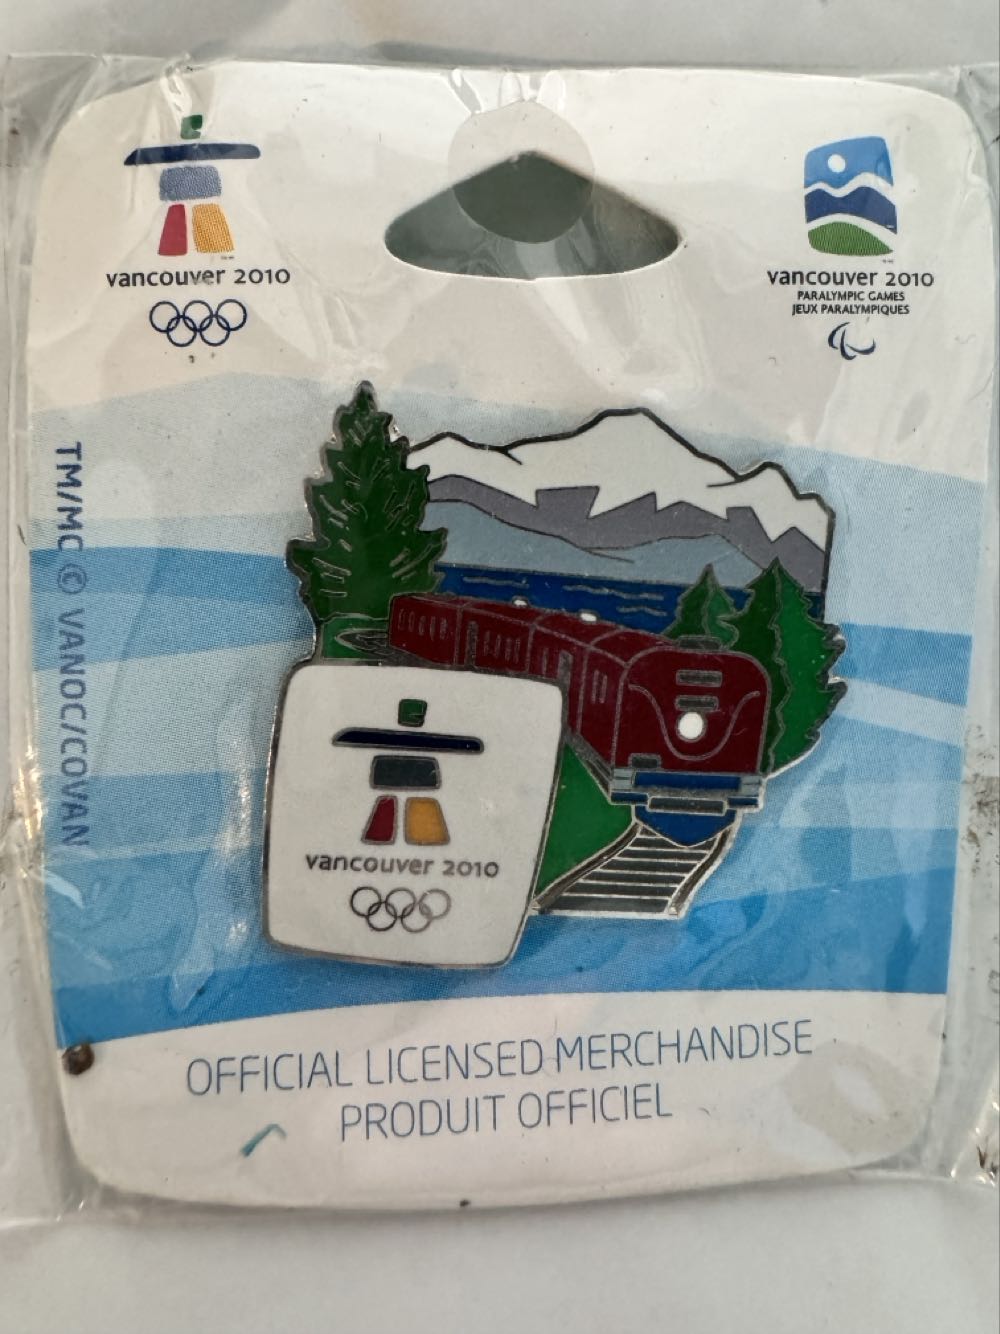 vancouver 2010
vancouver 2010
PARALYMPIC GAMES
JEUX PARALYMPIQUES
TM/MC © VANOC/COVAN
vancouver 2010
OFFICIAL LICENSED MERCHANDISE
PRODUIT OFFICIEL